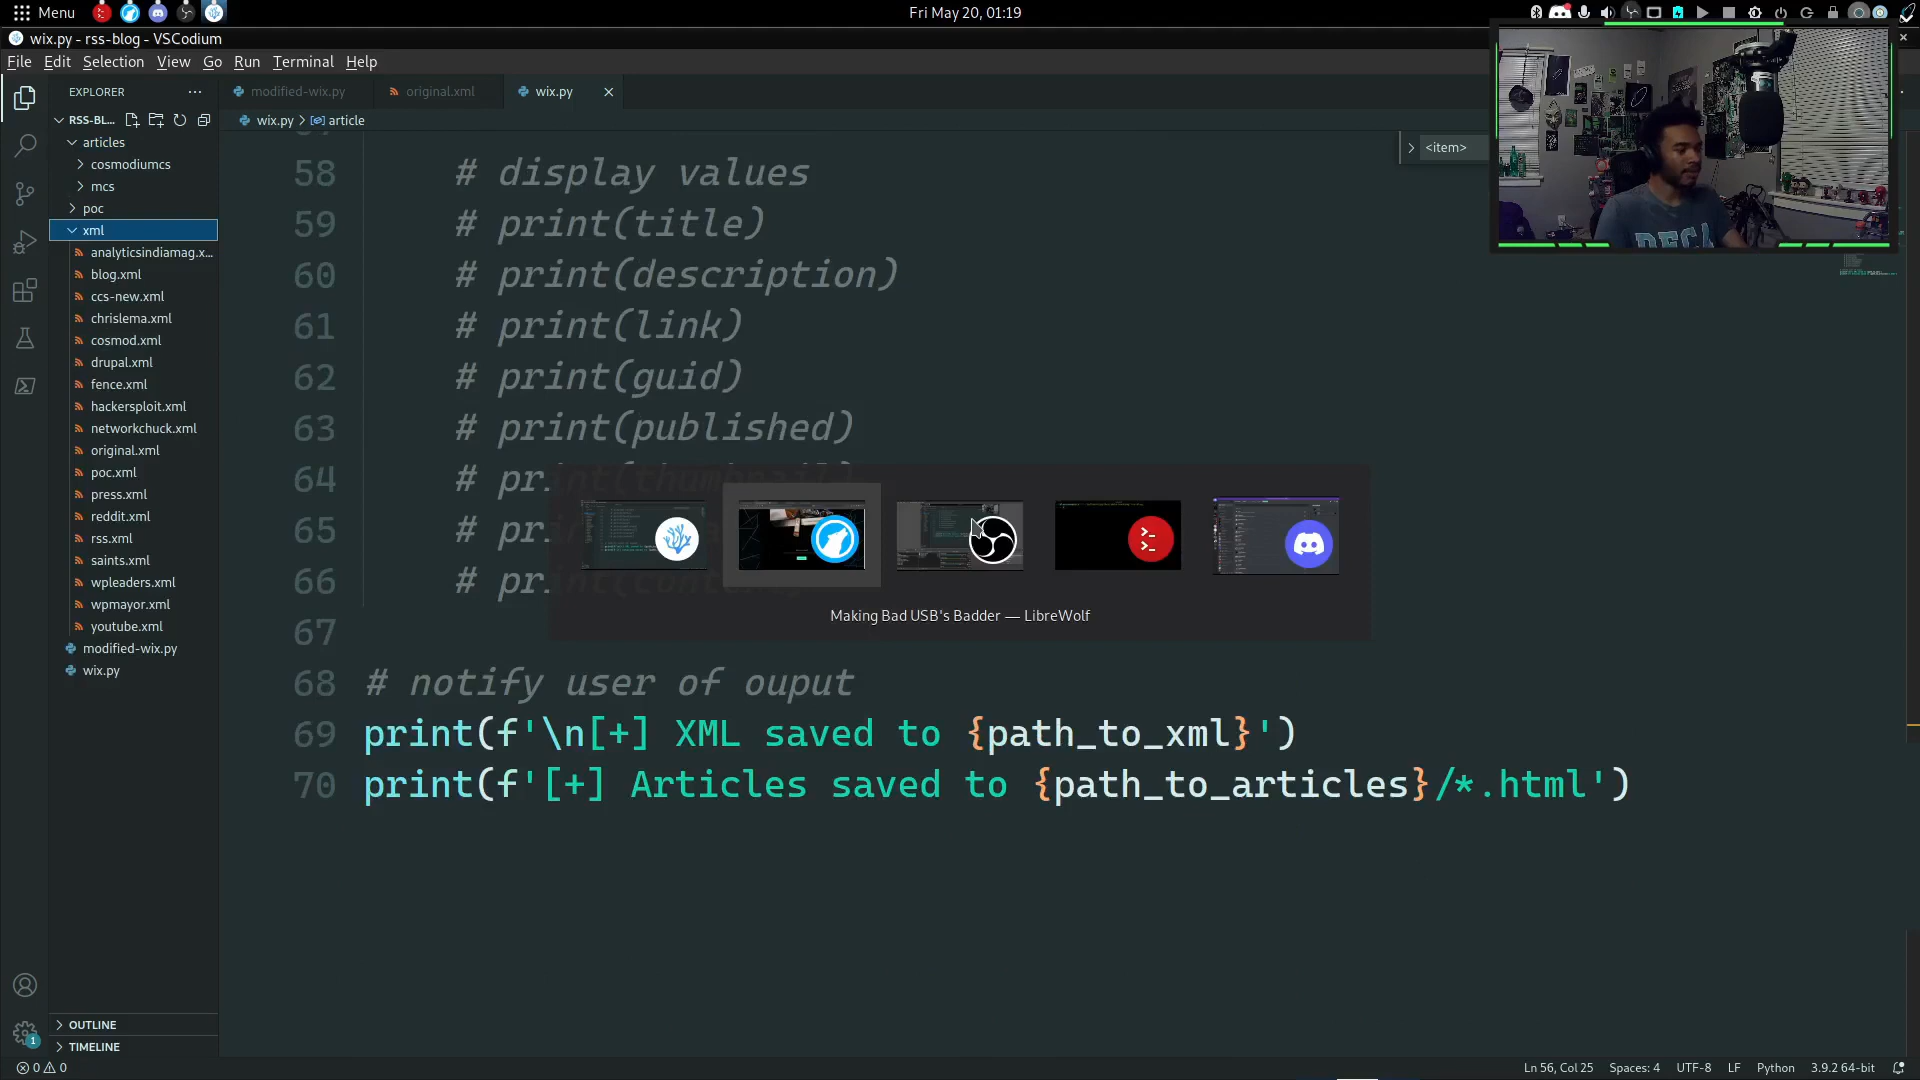 Menu
Fri May 20, 01:19
wix.py - rss-blog - VSCodium
File Edit Selection View Go Run Terminal Help
EXPLORER
modified-wix.py
original.xml
wix.py
RSS-BL...
wix.py > article
articles
cosmodiumcs
mcs
poc
xml
analyticsindiamag.x...
blog.xml
ccs-new.xml
chrislema.xml
cosmod.xml
drupal.xml
fence.xml
hackersploit.xml
networkchuck.xml
original.xml
poc.xml
press.xml
reddit.xml
rss.xml
saints.xml
wpleaders.xml
wpmayor.xml
youtube.xml
modified-wix.py
wix.py
OUTLINE
TIMELINE
<item>
58 # display values
59 # print(title)
60 # print(description)
61 # print(link)
62 # print(guid)
63 # print(published)
64 # print(thumbnail)
65 # pri
66 # pri
67
68 # notify user of ouput
69 print(f'\n[+] XML saved to {path_to_xml}')
70 print(f'[+] Articles saved to {path_to_articles}/*.html')
Making Bad USB's Badder — LibreWolf
DECA
1
0 0
Ln 56, Col 25 Spaces: 4 UTF-8 LF Python 3.9.2 64-bit